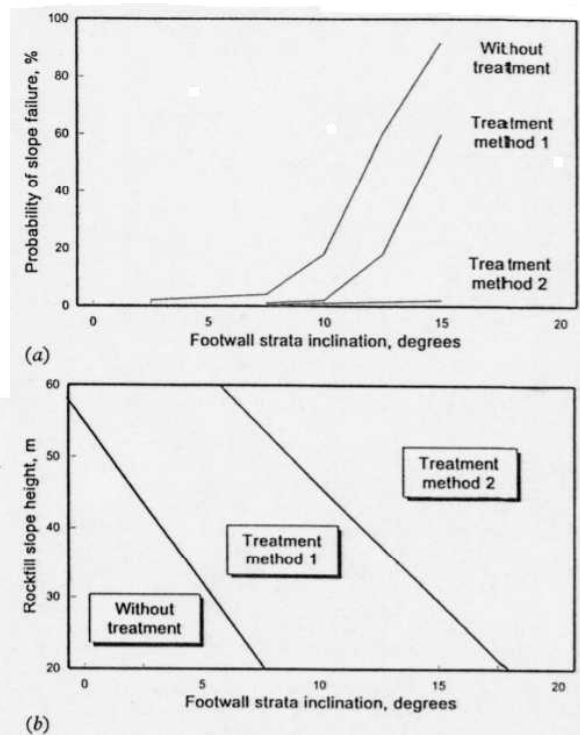 100
80
60
40
20
0
Probability of slope failure, %
Without
treatment
Treatment
method 1
Treatment
method 2
0 5 10 15 20
Footwall strata inclination, degrees
(a)
60
50
40
30
20
Rockfill slope height, m
Treatment
method 2
Treatment
method 1
Without
treatment
0 5 10 15 20
Footwall strata inclination, degrees
(b)